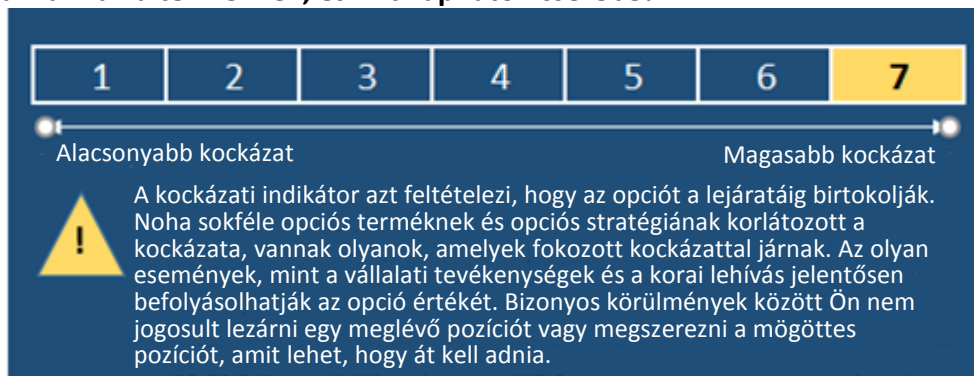 1 2 3 4 5 6 7
Alacsonyabb kockázat Magasabb kockázat
A kockázati indikátor azt feltételezi, hogy az opciót a lejáratáig birtokolják.
Noha sokféle opciós terméknek és opciós stratégiának korlátozott a
kockázata, vannak olyanok, amelyek fokozott kockázattal járnak. Az olyan
! események, mint a vállalati tevékenységek és a korai lehívás jelentősen
befolyásolhatják az opció értékét. Bizonyos körülmények között Ön nem
jogosult lezárni egy meglévő pozíciót vagy megszerezni a mögöttes
pozíciót, amit lehet, hogy át kell adnia.